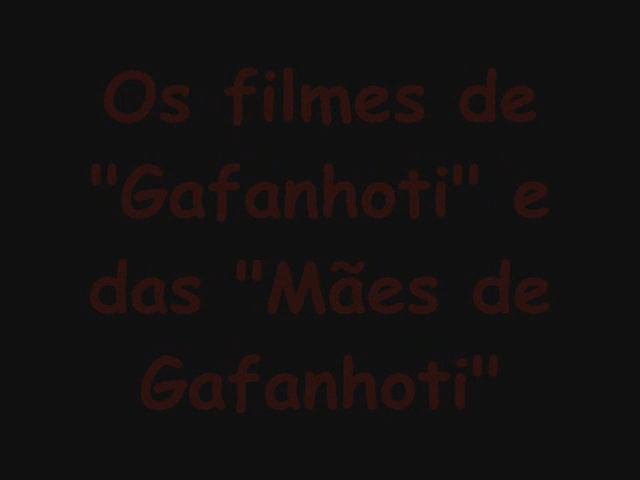 Os filmes de
"Gafanhoti" e
das "Mães de
Gafanhoti"